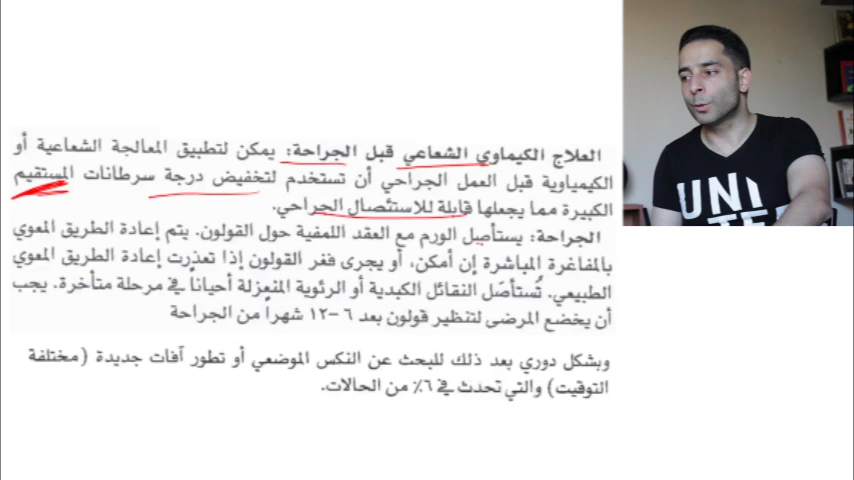 العلاج الكيماوي الشعاعي قبل الجراحة: يمكن لتطبيق المعالجة الشعاعية أو
الكيمياوية قبل العمل الجراحي أن تستخدم لتخفيض درجة سرطانات المستقيم
الكبيرة مما يجعلها قابلة للاستئصال الجراحي.
الجراحة: يستأصل الورم مع العقد اللمفية حول القولون. يتم إعادة الطريق المعوي
بالمفاغرة المباشرة إن أمكن، أو يجرى فغر القولون إذا تعذرت إعادة الطريق المعوي
الطبيعي. تُستأصَل النقائل الكبدية أو الرئوية المنعزلة أحياناً في مرحلة متأخرة. يجب
أن يخضع المرضى لتنظير قولون بعد ٦-١٢ شهراً من الجراحة
وبشكل دوري بعد ذلك للبحث عن النكس الموضعي أو تطور آفات جديدة (مختلفة
التوقيت) والتي تحدث في ٦٪ من الحالات.
UNI